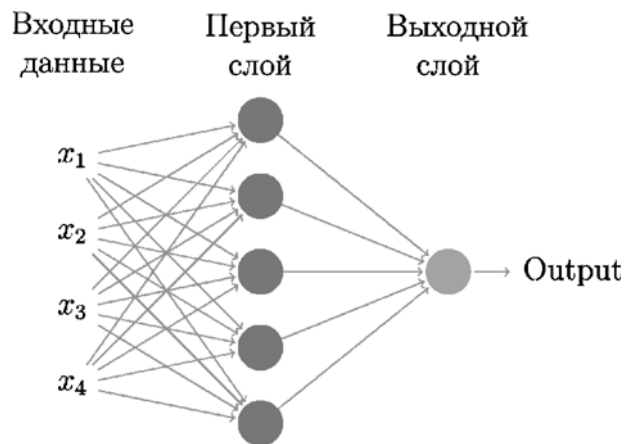 Входные
данные
Первый
слой
Выходной
слой
x₁
x₂
x₃
x₄
Output